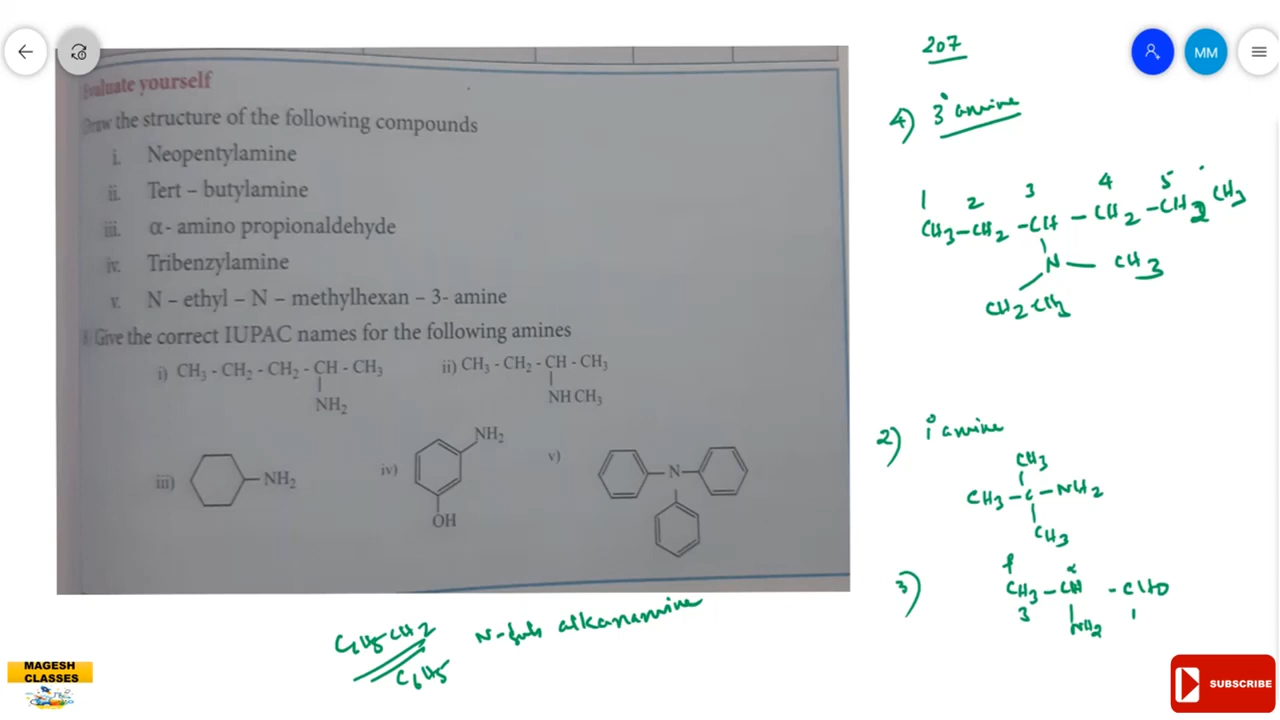 Evaluate yourself
Draw the structure of the following compounds
i. Neopentylamine
ii. Tert – butylamine
iii. α- amino propionaldehyde
iv. Tribenzylamine
v. N – ethyl – N – methylhexan – 3- amine
Give the correct IUPAC names for the following amines
i) CH₃ - CH₂ - CH₂ - CH - CH₃
NH₂
ii) CH₃ - CH₂ - CH - CH₃
NH CH₃
iii) NH₂
iv) NH₂
OH
v) N
C₆H₅CH₂
C₆H₅
N- alkanamine
MAGESH
CLASSES
207
MM
4) 3° amine
1 2 3 4 5
CH₃-CH₂-CH-CH₂-CH₂ CH₃
N — CH₃
CH₂-CH₃
2) 1° amine
CH₃
CH₃-C-NH₂
CH₃
3)
β α
CH₃-CH-CHO
3 1
NH₂
SUBSCRIBE